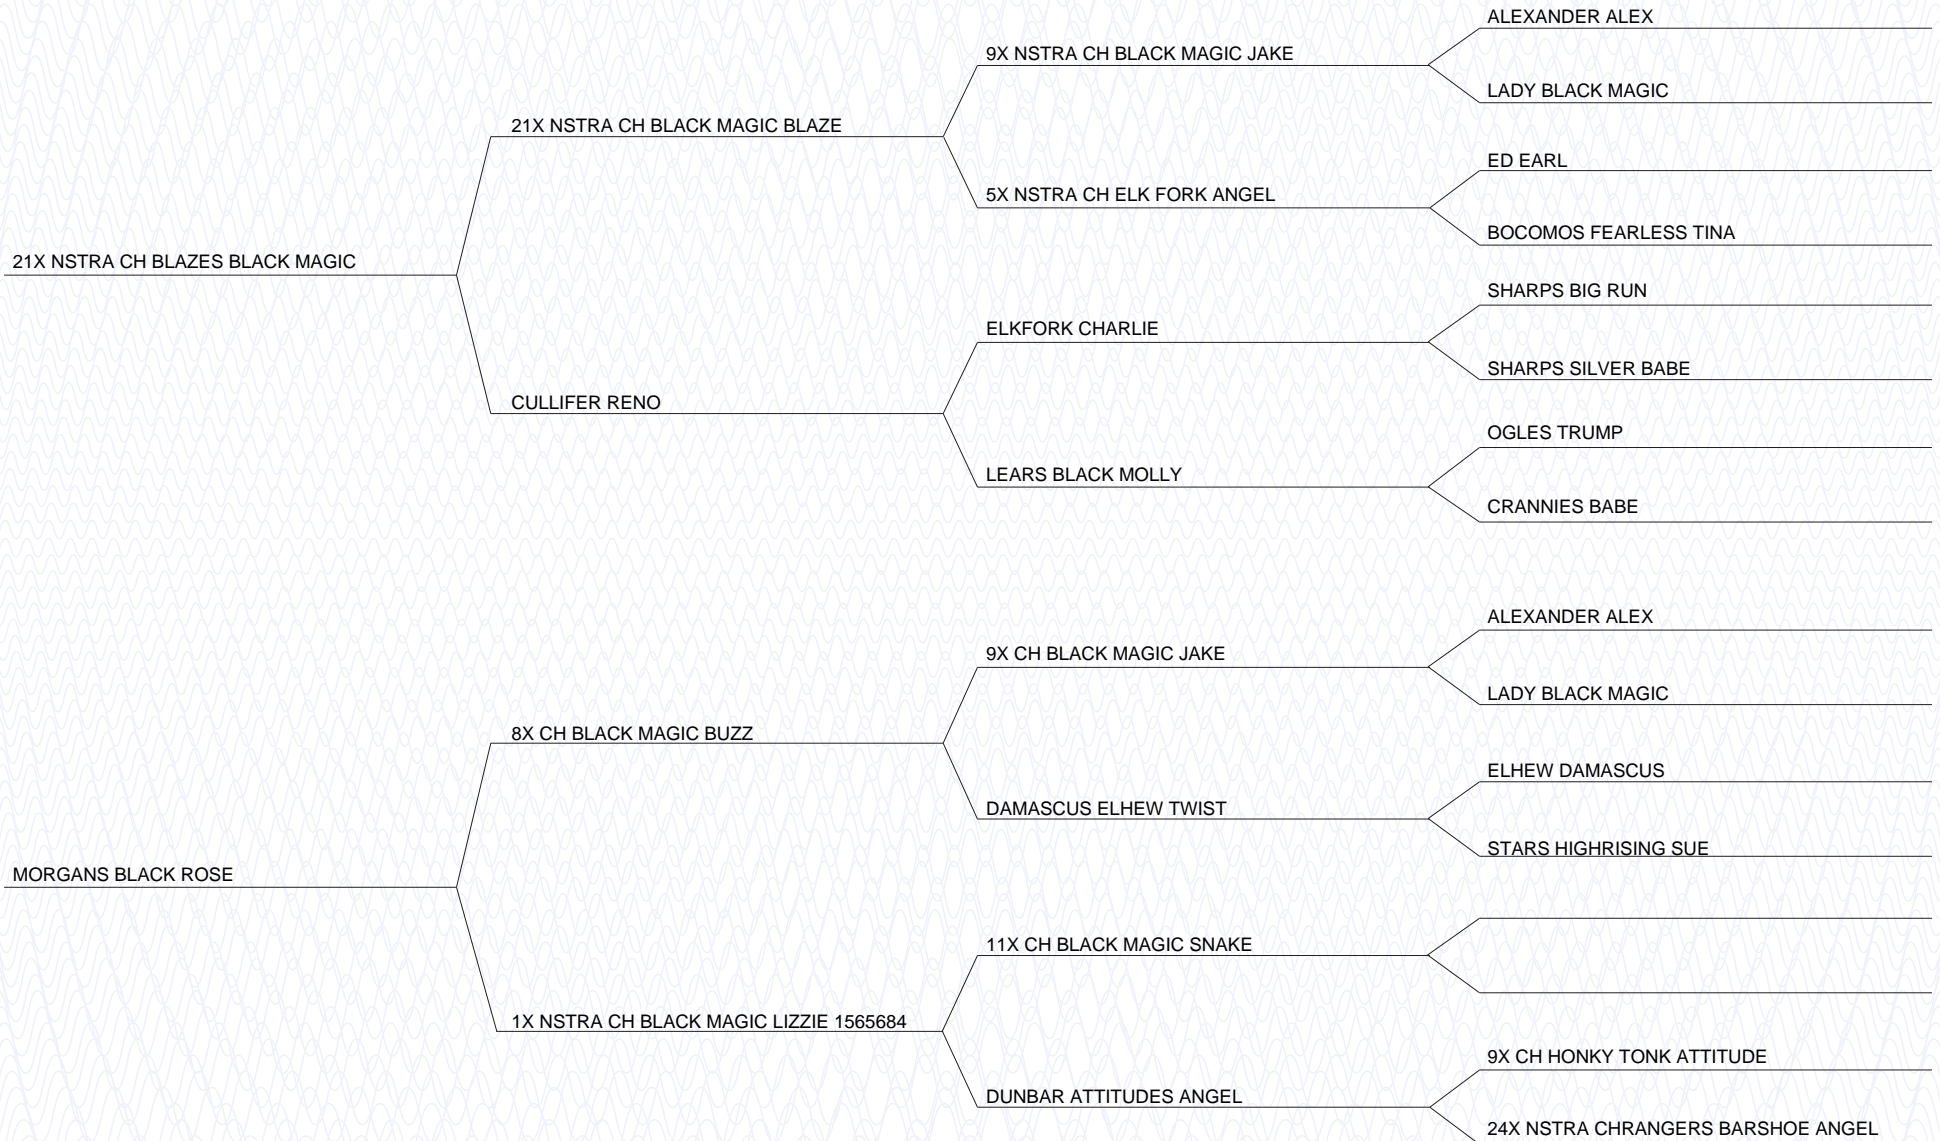 ALEXANDER ALEX
9X NSTRA CH BLACK MAGIC JAKE
LADY BLACK MAGIC
21X NSTRA CH BLACK MAGIC BLAZE
ED EARL
5X NSTRA CH ELK FORK ANGEL
BOCOMOS FEARLESS TINA
21X NSTRA CH BLAZES BLACK MAGIC
SHARPS BIG RUN
ELKFORK CHARLIE
SHARPS SILVER BABE
CULLIFER RENO
OGLES TRUMP
LEARS BLACK MOLLY
CRANNIES BABE
ALEXANDER ALEX
9X CH BLACK MAGIC JAKE
LADY BLACK MAGIC
8X CH BLACK MAGIC BUZZ
ELHEW DAMASCUS
DAMASCUS ELHEW TWIST
STARS HIGHRISING SUE
MORGANS BLACK ROSE
11X CH BLACK MAGIC SNAKE
1X NSTRA CH BLACK MAGIC LIZZIE 1565684
9X CH HONKY TONK ATTITUDE
DUNBAR ATTITUDES ANGEL
24X NSTRA CHRANGERS BARSHOE ANGEL